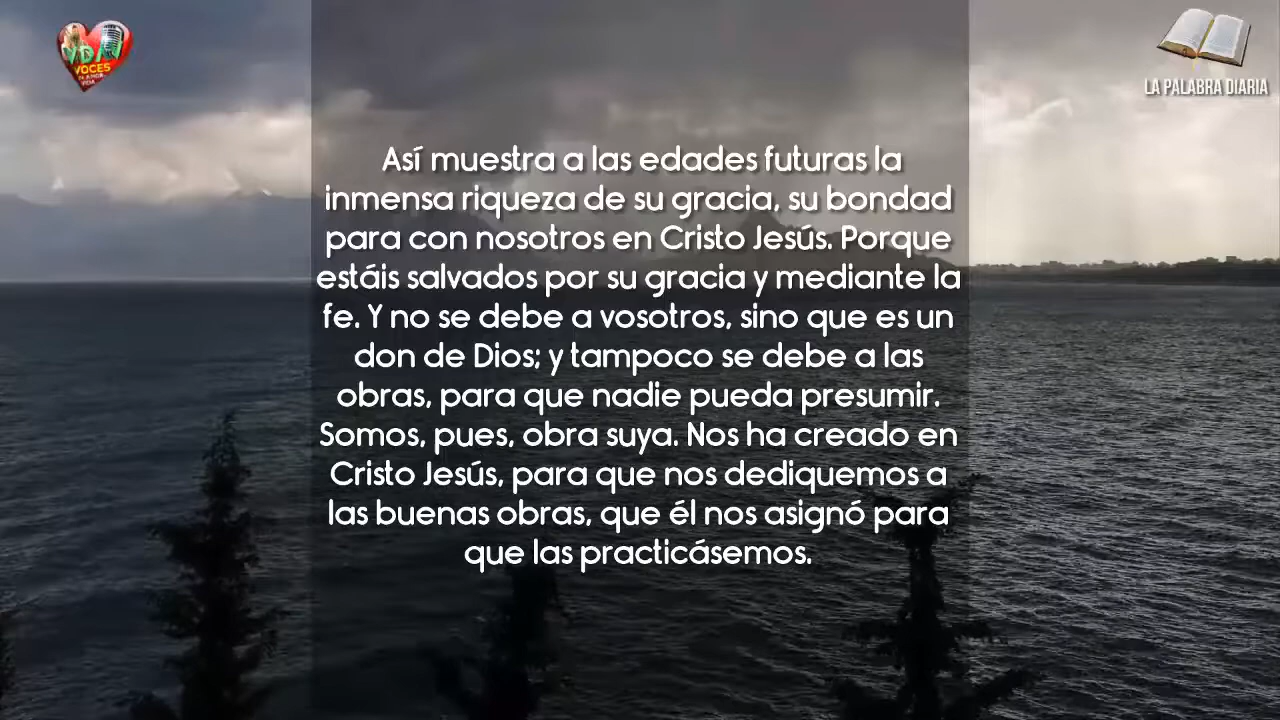 VDA
VOCES
DE AMOR
VIDA
LA PALABRA DIARIA
Así muestra a las edades futuras la
inmensa riqueza de su gracia, su bondad
para con nosotros en Cristo Jesús. Porque
estáis salvados por su gracia y mediante la
fe. Y no se debe a vosotros, sino que es un
don de Dios; y tampoco se debe a las
obras, para que nadie pueda presumir.
Somos, pues, obra suya. Nos ha creado en
Cristo Jesús, para que nos dediquemos a
las buenas obras, que él nos asignó para
que las practicásemos.